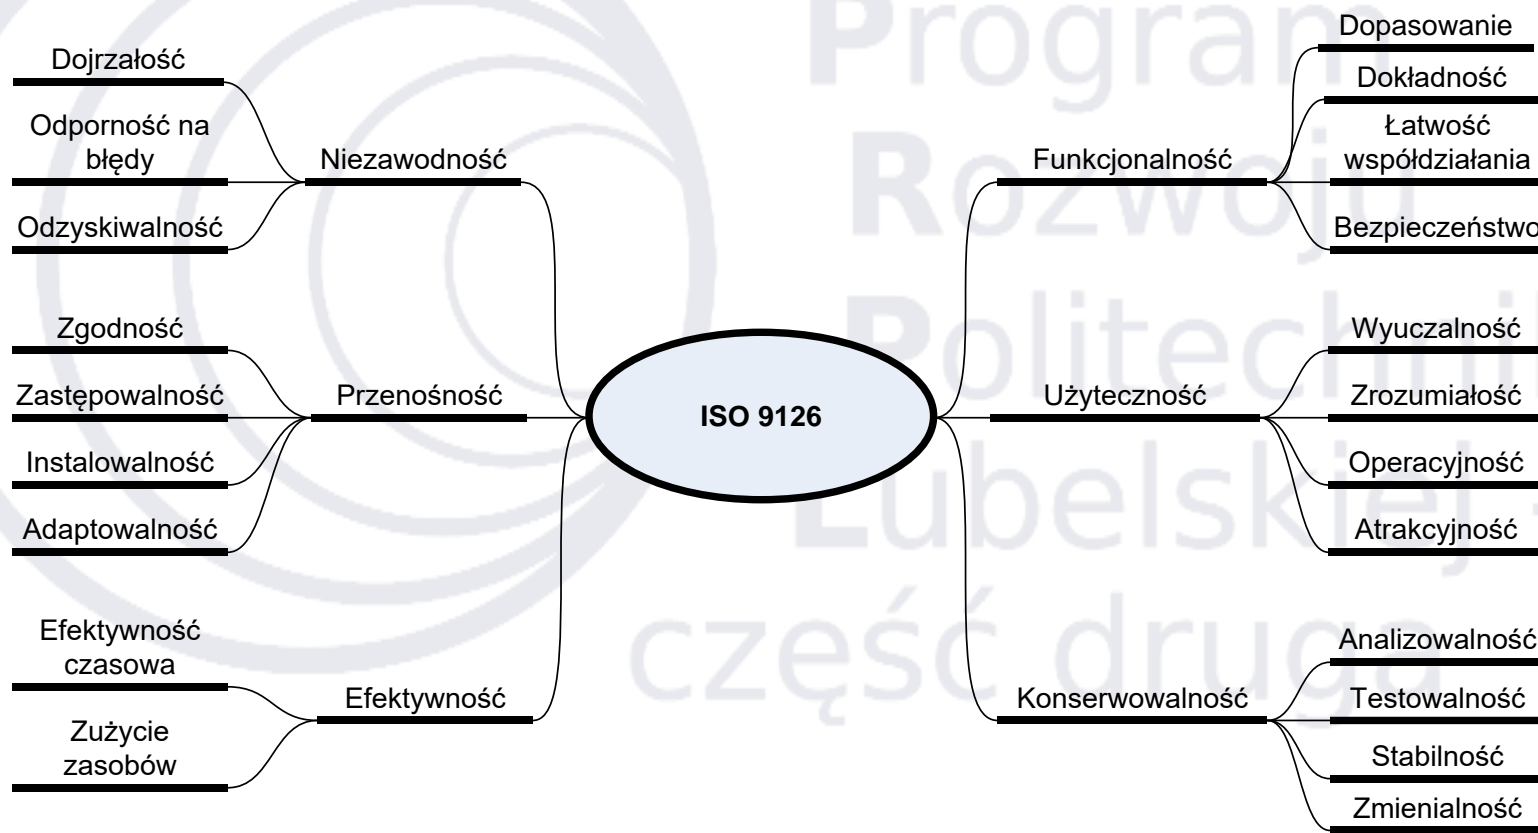 Dojrzałość
Odporność na
błędy
Odzyskiwalność
Niezawodność
Zgodność
Zastępowalność
Instalowalność
Adaptowalność
Przenośność
Efektywność
czasowa
Zużycie
zasobów
Efektywność
ISO 9126
Funkcjonalność
Dopasowanie
Dokładność
Łatwość
współdziałania
Bezpieczeństwo
Użyteczność
Wyuczalność
Zrozumiałość
Operacyjność
Atrakcyjność
Konserwowalność
Analizowalność
Testowalność
Stabilność
Zmienialność
Program
Rozwoju
Lubelskiej -
część druga